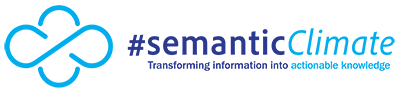 #semanticClimate
Transforming information into actionable knowledge